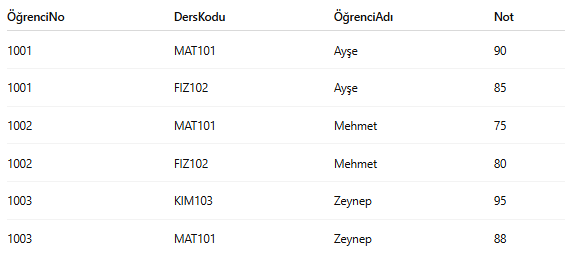 ÖğrenciNo DersKodu ÖğrenciAdı Not
1001 MAT101 Ayşe 90
1001 FIZ102 Ayşe 85
1002 MAT101 Mehmet 75
1002 FIZ102 Mehmet 80
1003 KIM103 Zeynep 95
1003 MAT101 Zeynep 88